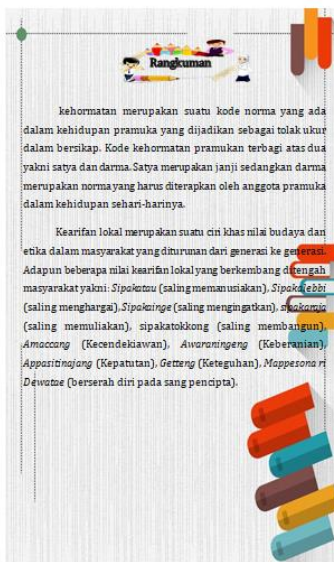 Rangkuman
kehormatan merupakan suatu kode norma yang ada
dalam kehidupan pramuka yang dijadikan sebagai tolak ukur
dalam bersikap. Kode kehormatan pramukan terbagi atas dua
yakni satya dan darma. Satya merupakan janji sedangkan darma
merupakan norma yang harus diterapkan oleh anggota pramuka
dalam kehidupan sehari-harinya.
Kearifan lokal merupakan suatu ciri khas nilai budaya dan
etika dalam masyarakat yang diturunan dari generasi ke generasi.
Adapun beberapa nilai kearifan lokal yang berkembang ditengah
masyarakat yakni: Sipakatau (saling memanusiakan), Sipakalebbi
(saling menghargai), Sipakainge (saling mengingatkan), sipakamja
(saling memuliakan), sipakatokkong (saling membangun),
Amaccang (Kecendekiawan), Awaraningeng (Keberanian),
Appasitinajang (Kepatutan), Getteng (Keteguhan), Mappesona ri
Dewatae (berserah diri pada sang pencipta).